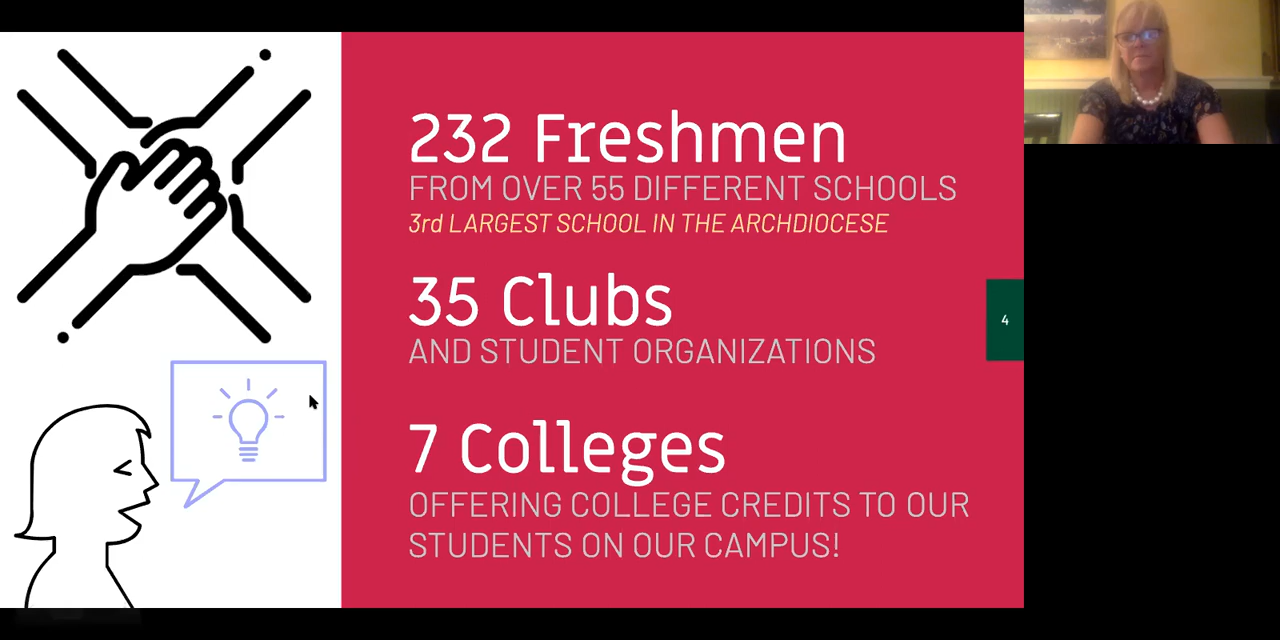 232 Freshmen
FROM OVER 55 DIFFERENT SCHOOLS
3rd LARGEST SCHOOL IN THE ARCHDIOCESE
35 Clubs
AND STUDENT ORGANIZATIONS
4
7 Colleges
OFFERING COLLEGE CREDITS TO OUR
STUDENTS ON OUR CAMPUS!